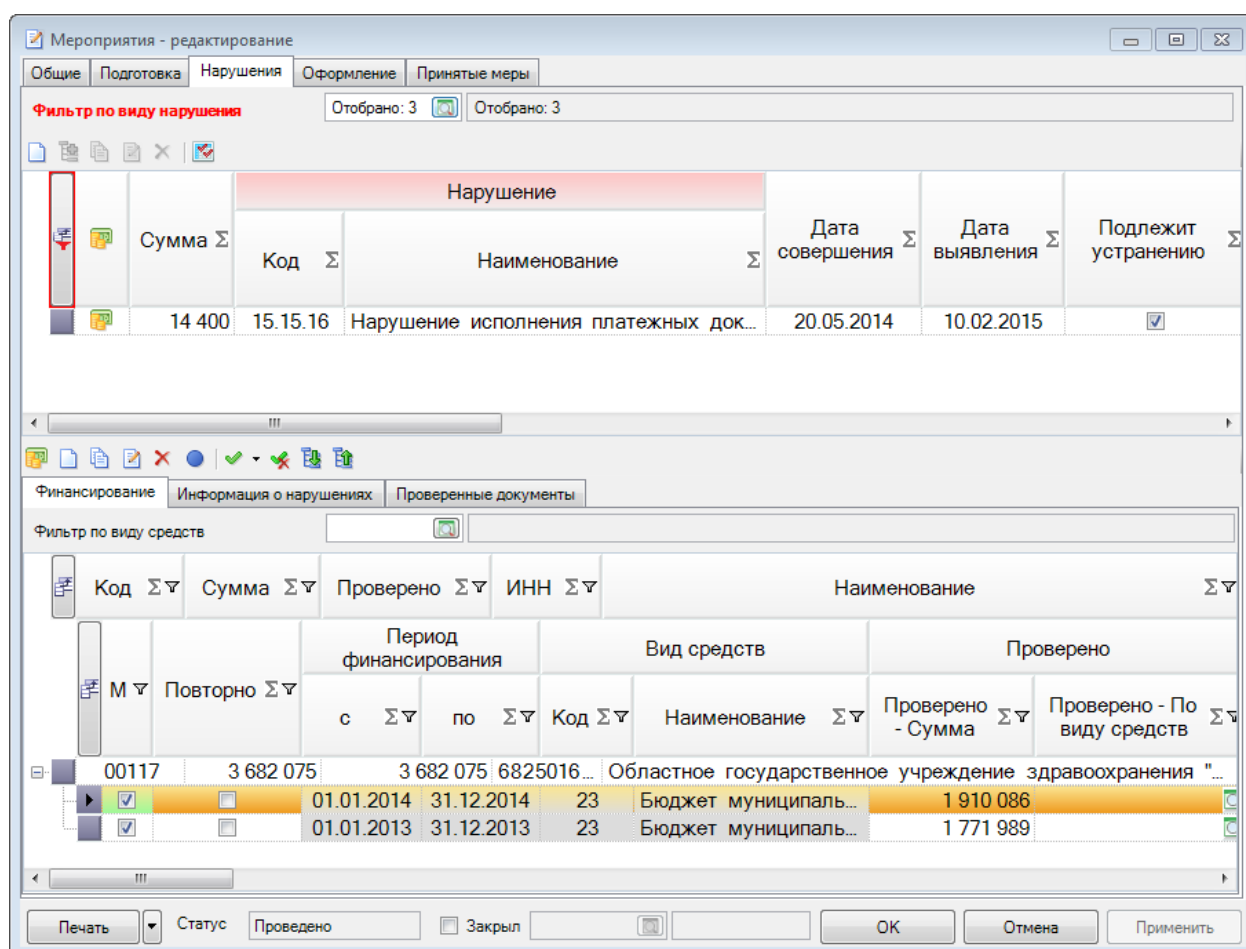 Мероприятия - редактирование
Общие Подготовка Нарушения Оформление Принятые меры
Фильтр по виду нарушения Отобрано: 3 Отобрано: 3
Нарушение
Сумма Σ Код Σ Наименование Σ Дата совершения Σ Дата выявления Σ Подлежит устранению Σ
14 400 15.15.16 Нарушение исполнения платежных док... 20.05.2014 10.02.2015
Финансирование Информация о нарушениях Проверенные документы
Фильтр по виду средств
Код Σ Сумма Σ Проверено Σ ИНН Σ Наименование Σ
М Повторно Σ Период финансирования Вид средств Проверено
с Σ по Σ Код Σ Наименование Σ Проверено - Сумма Σ Проверено - По виду средств Σ
00117 3 682 075 3 682 075 6825016... Областное государственное учреждение здравоохранения "...
01.01.2014 31.12.2014 23 Бюджет муниципаль... 1 910 086
01.01.2013 31.12.2013 23 Бюджет муниципаль... 1 771 989
Печать Статус Проведено Закрыл OK Отмена Применить